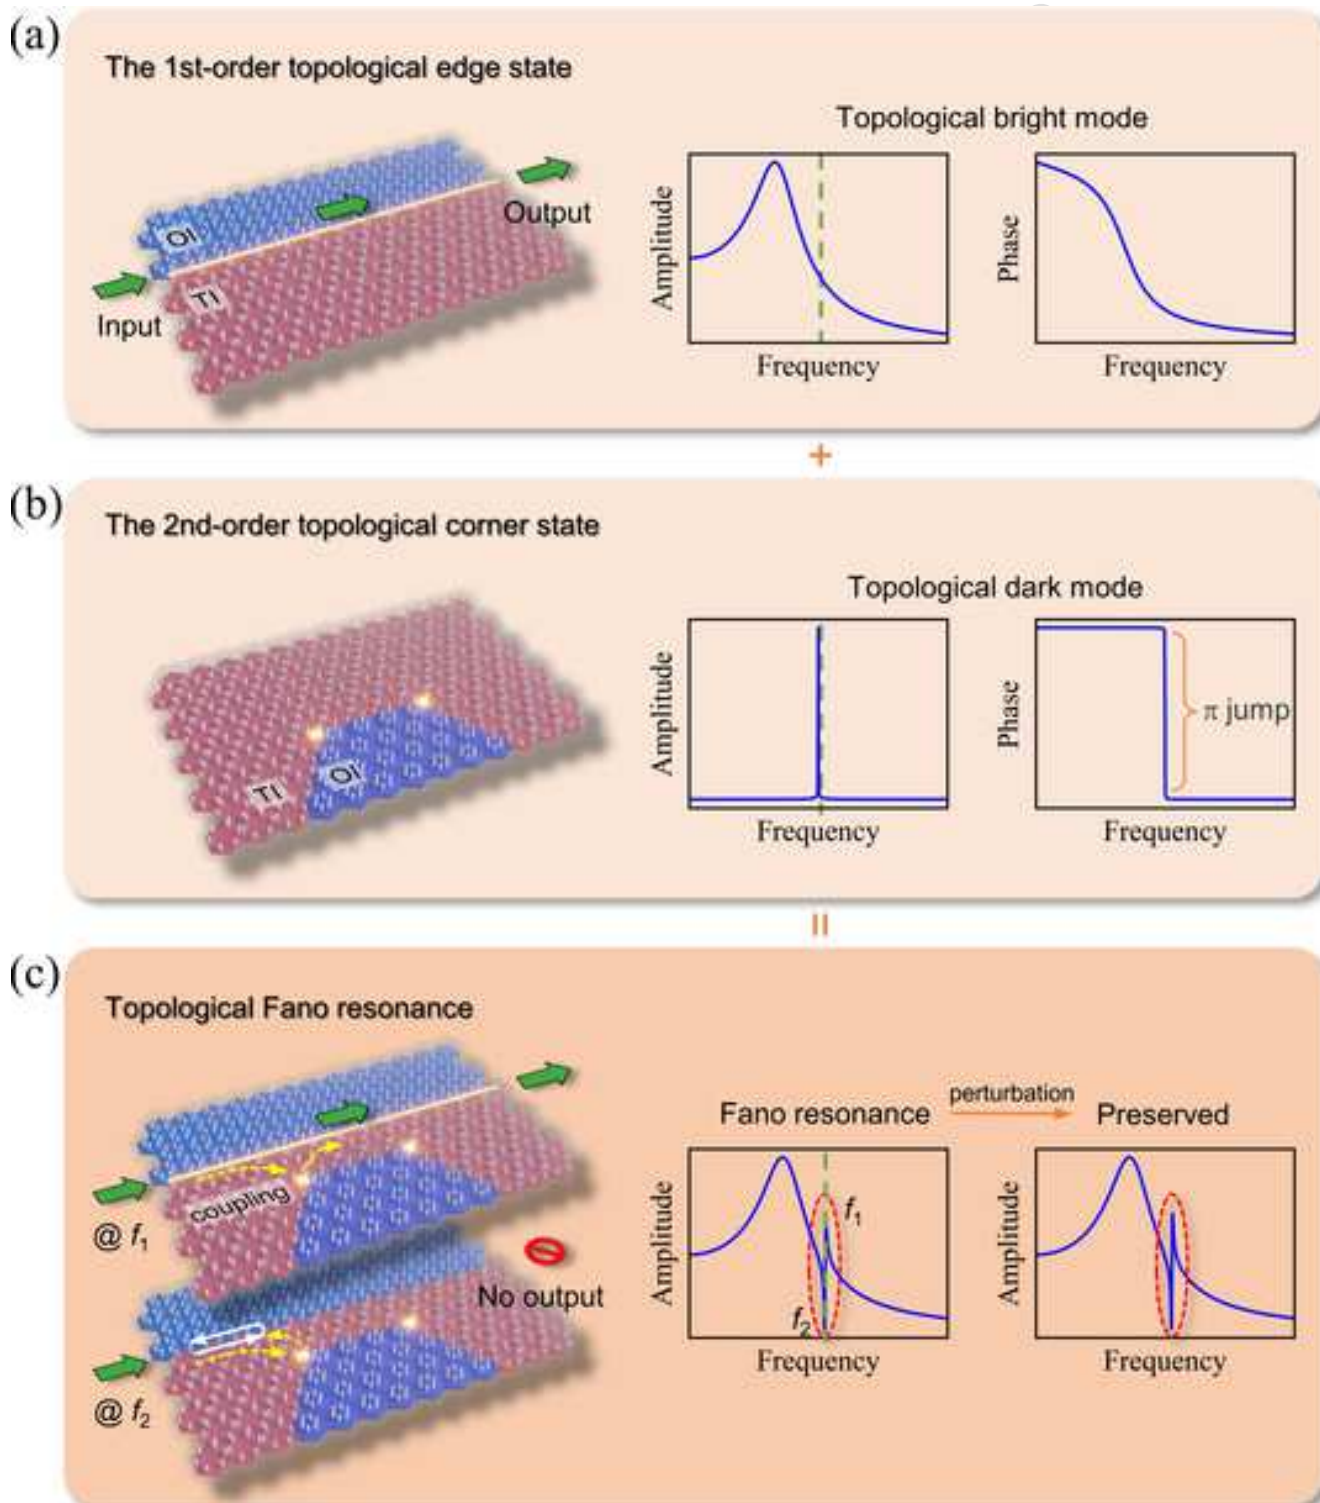 (a)
The 1st-order topological edge state
Topological bright mode
OI
TI
Input
Output
Amplitude
Frequency
Phase
Frequency
+
(b)
The 2nd-order topological corner state
Topological dark mode
TI
OI
Amplitude
Frequency
Phase
π jump
Frequency
=
(c)
Topological Fano resonance
coupling
@ f1
No output
@ f2
Fano resonance
perturbation
Preserved
Amplitude
f1
f2
Frequency
Amplitude
Frequency